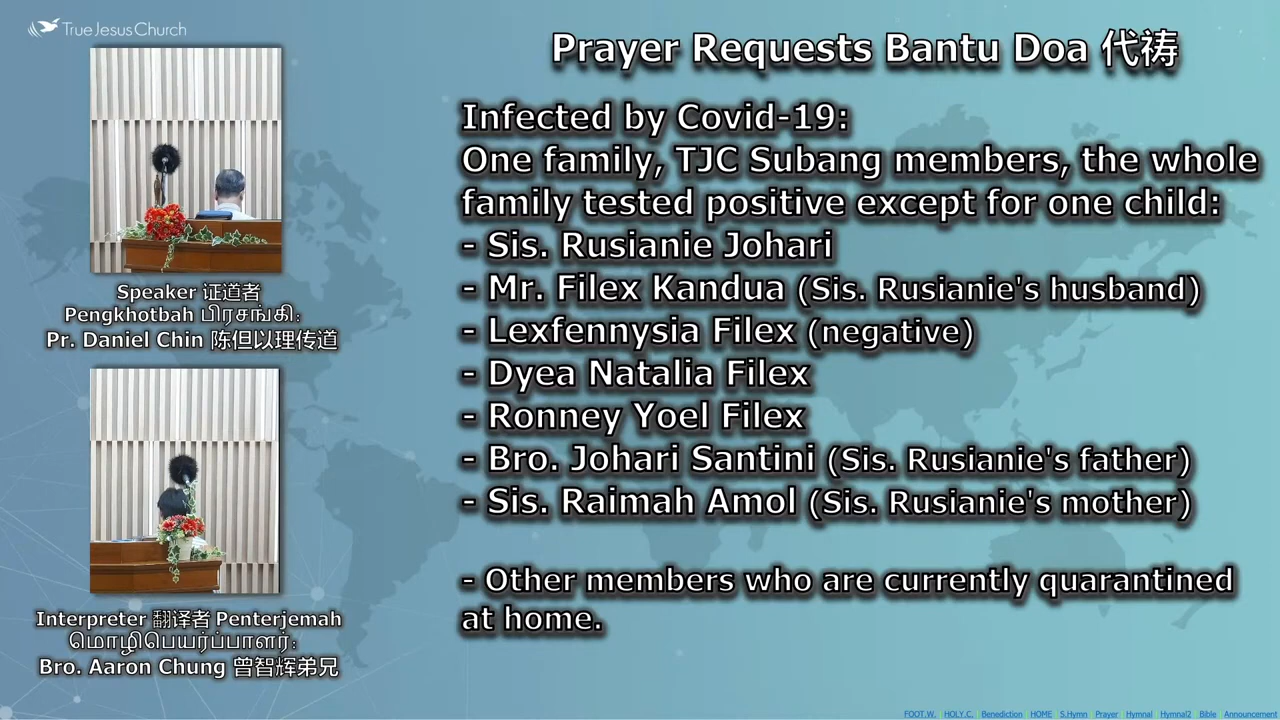 True Jesus Church
Prayer Requests Bantu Doa 代祷
Infected by Covid-19:
One family, TJC Subang members, the whole
family tested positive except for one child:
- Sis. Rusianie Johari
- Mr. Filex Kandua (Sis. Rusianie's husband)
- Lexfennysia Filex (negative)
- Dyea Natalia Filex
- Ronney Yoel Filex
- Bro. Johari Santini (Sis. Rusianie's father)
- Sis. Raimah Amol (Sis. Rusianie's mother)
- Other members who are currently quarantined
at home.
Speaker 证道者
Pengkhotbah பிரசங்கி:
Pr. Daniel Chin 陈但以理传道
Interpreter 翻译者 Penterjemah
மொழிபெயர்ப்பாளர்:
Bro. Aaron Chung 曾智辉弟兄
FOOT.W. | HOLY.C. | Benediction | HOME | S.Hymn | Prayer | Hymnal | Hymnal2 | Bible | Announcement